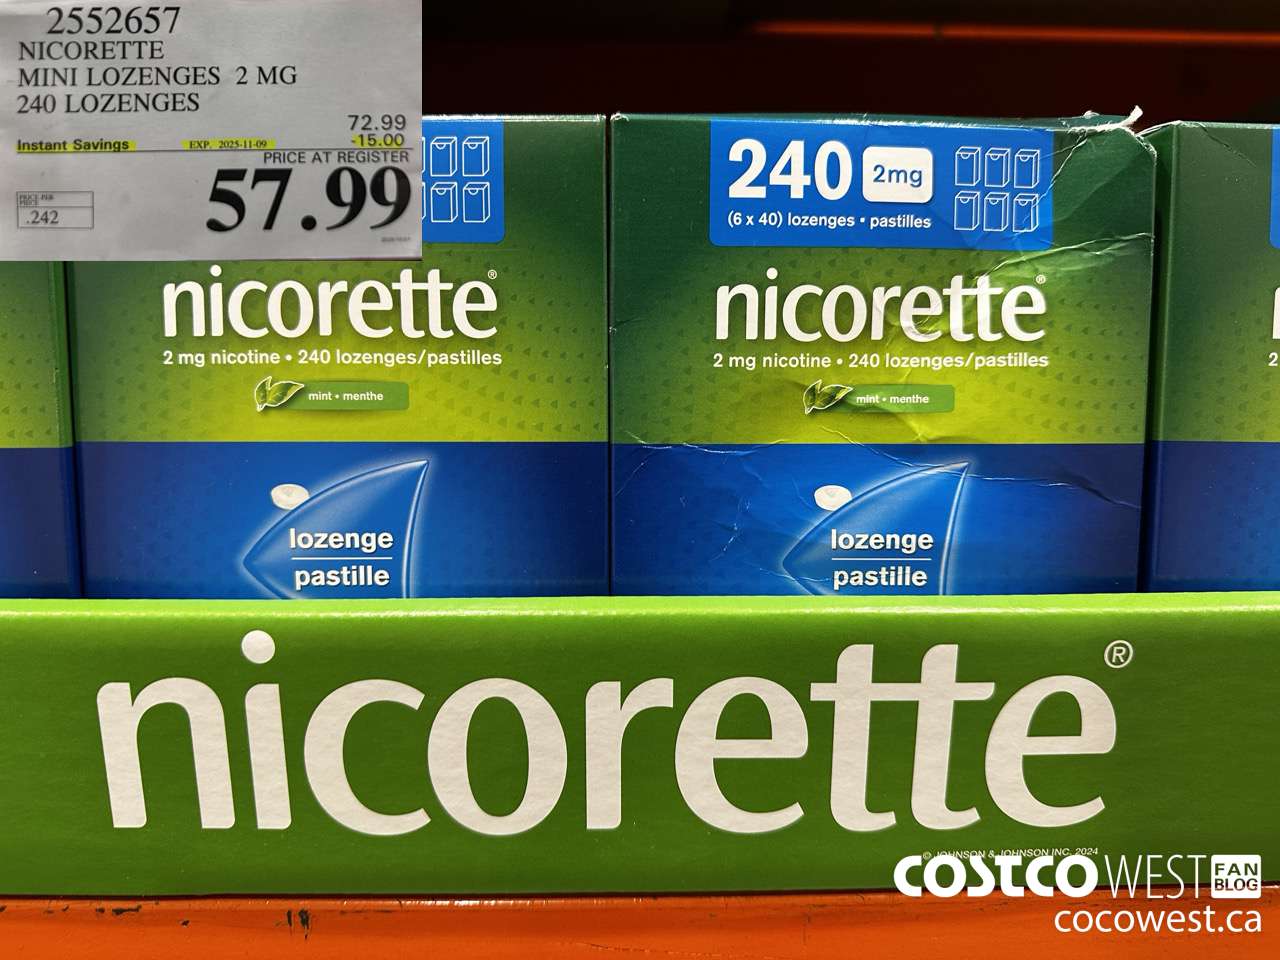 2552657
NICORETTE
MINI LOZENGES 2 MG
240 LOZENGES
72.99
Instant Savings EXP. 2025-11-09 -15.00
PRICE AT REGISTER
57.99
.242
240 2mg
(6 x 40) lozenges • pastilles
nicorette®
2 mg nicotine • 240 lozenges/pastilles
mint • menthe
lozenge
pastille
nicorette®
2 mg nicotine • 240 lozenges/pastilles
mint • menthe
lozenge
pastille
n
2
nicorette®
© JOHNSON & JOHNSON INC. 2024
COSTCO WEST FAN BLOG
cocowest.ca